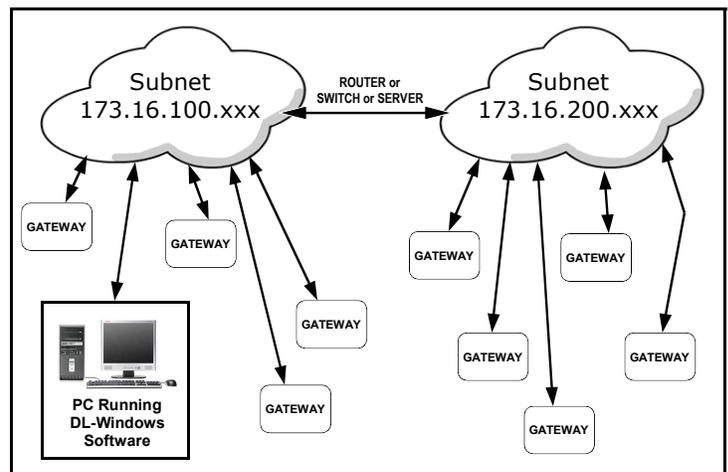 Subnet
173.16.100.xxx
ROUTER or
SWITCH or SERVER
Subnet
173.16.200.xxx
GATEWAY
GATEWAY
GATEWAY
GATEWAY
GATEWAY
GATEWAY
GATEWAY
GATEWAY
GATEWAY
PC Running
DL-Windows
Software